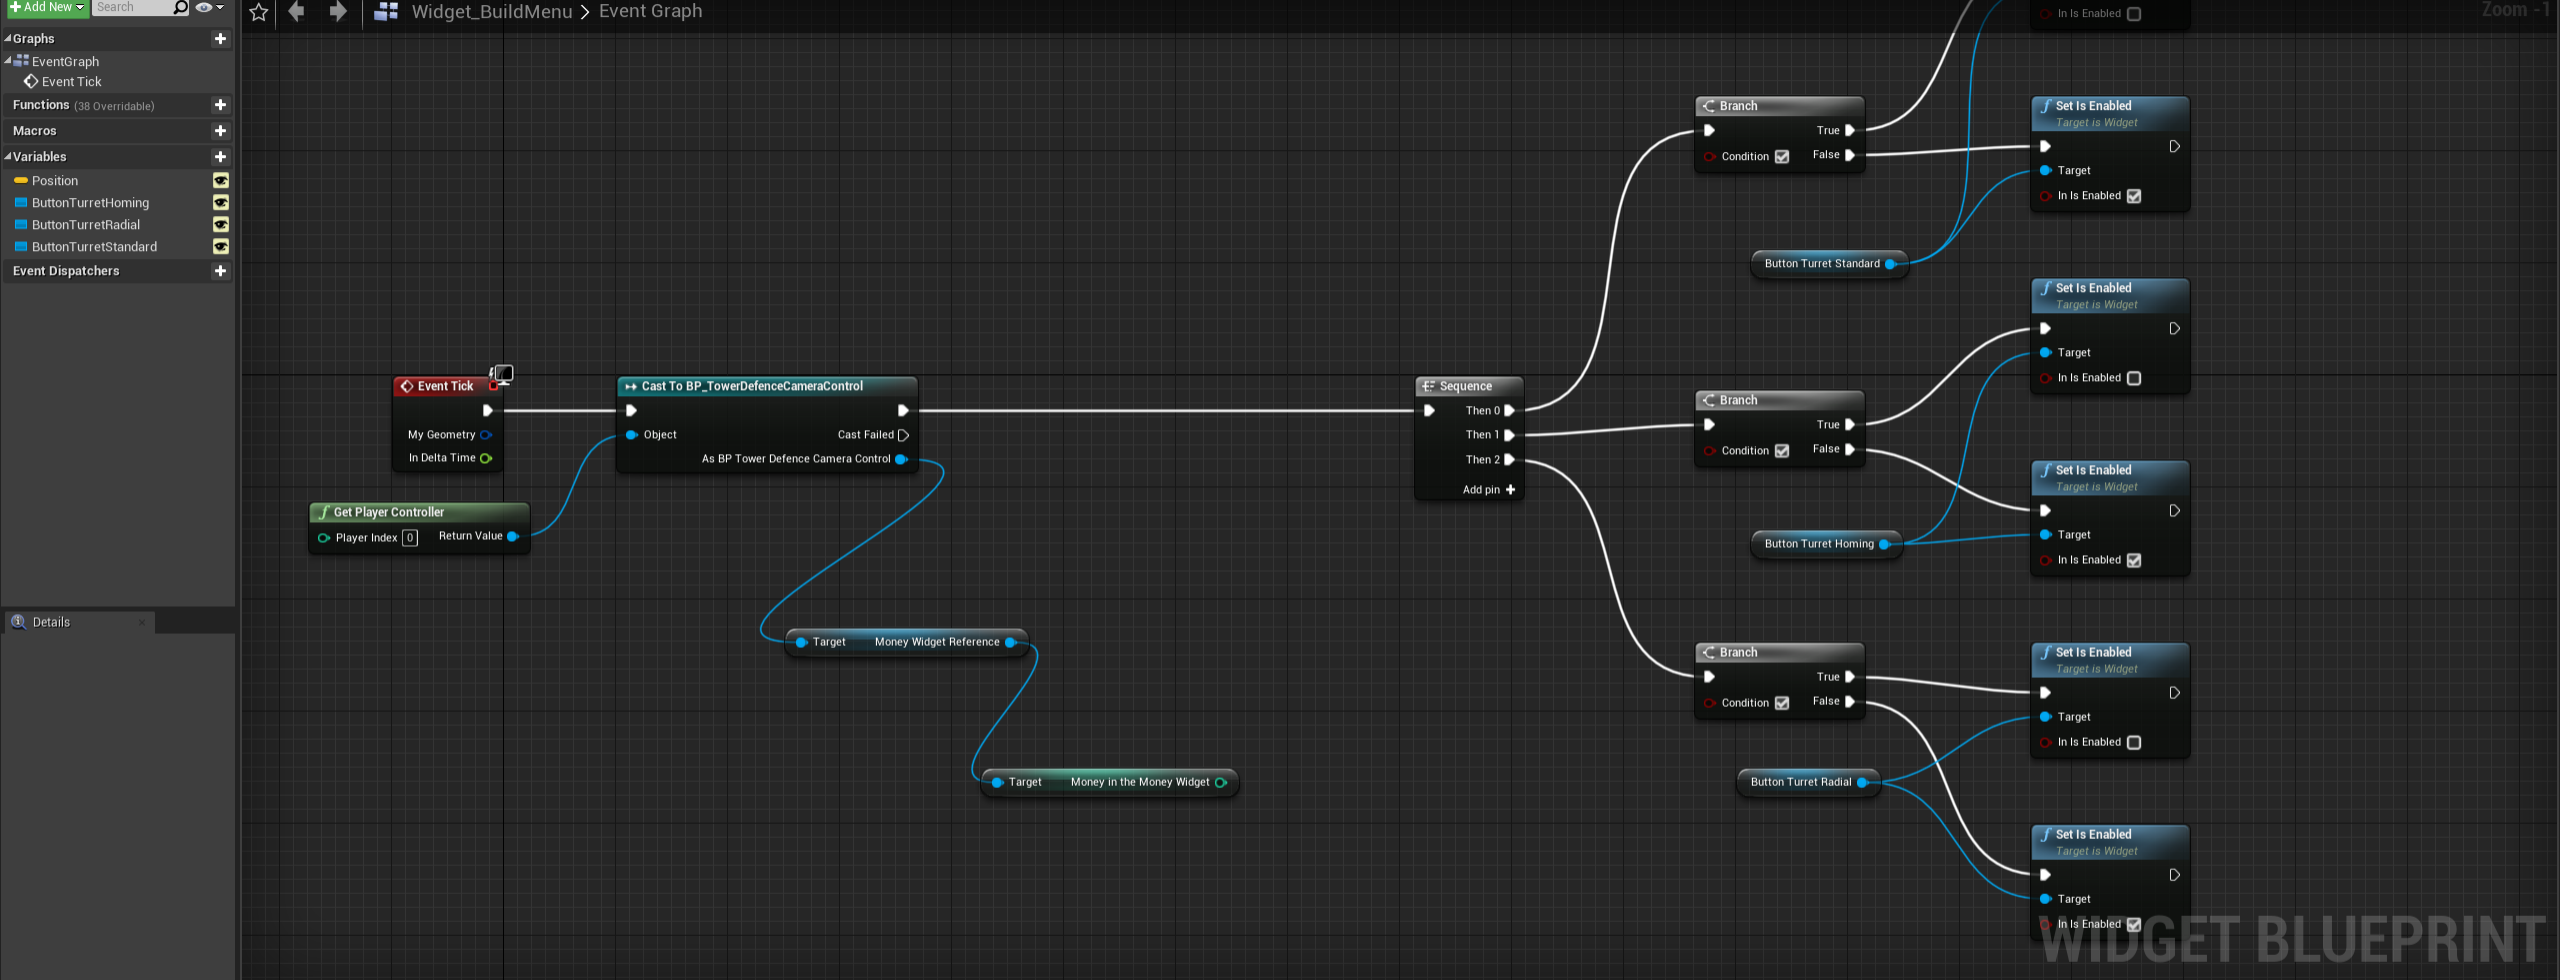 Add New
Search
Widget_BuildMenu > Event Graph
Zoom -1
Graphs
EventGraph
Event Tick
Functions (38 Overridable)
Macros
Variables
Position
ButtonTurretHoming
ButtonTurretRadial
ButtonTurretStandard
Event Dispatchers
Details
Event Tick
My Geometry
In Delta Time
Get Player Controller
Player Index 0
Return Value
Cast To BP_TowerDefenceCameraControl
Object
Cast Failed
As BP Tower Defence Camera Control
Target Money Widget Reference
Target Money in the Money Widget
Sequence
Then 0
Then 1
Then 2
Add pin
In Is Enabled
Branch
True
Condition
False
Set Is Enabled
Target is Widget
Target
In Is Enabled
Button Turret Standard
Set Is Enabled
Target is Widget
Target
In Is Enabled
Branch
True
Condition
False
Set Is Enabled
Target is Widget
Target
In Is Enabled
Button Turret Homing
Branch
True
Condition
False
Set Is Enabled
Target is Widget
Target
In Is Enabled
Button Turret Radial
Set Is Enabled
Target is Widget
Target
In Is Enabled
WIDGET BLUEPRINT